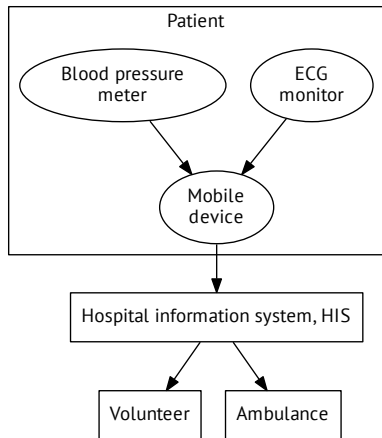 Patient
Blood pressure
meter
ECG
monitor
Mobile
device
Hospital information system, HIS
Volunteer
Ambulance